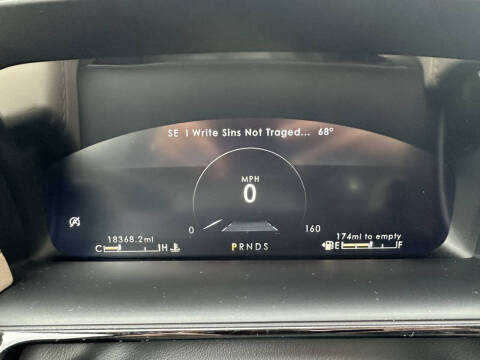 SE I Write Sins Not Traged... 68°
MPH
0
0 160
18368.2mi 174mi to empty
C H PRNDS E F